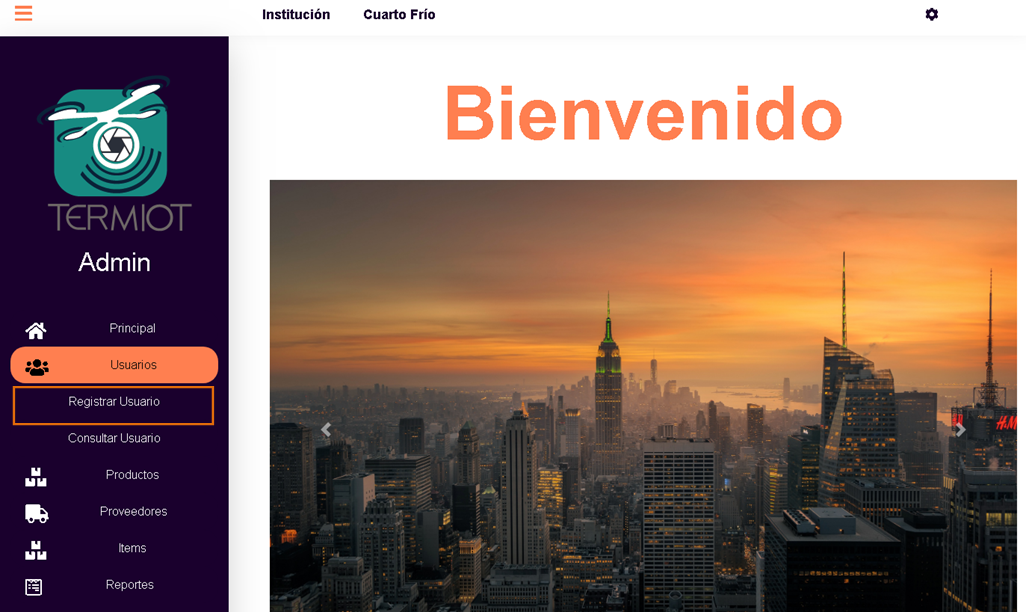 Institución Cuarto Frío
Bienvenido
TERMIOT
Admin
Principal
Usuarios
Registrar Usuario
Consultar Usuario
Productos
Proveedores
Items
Reportes
H&M